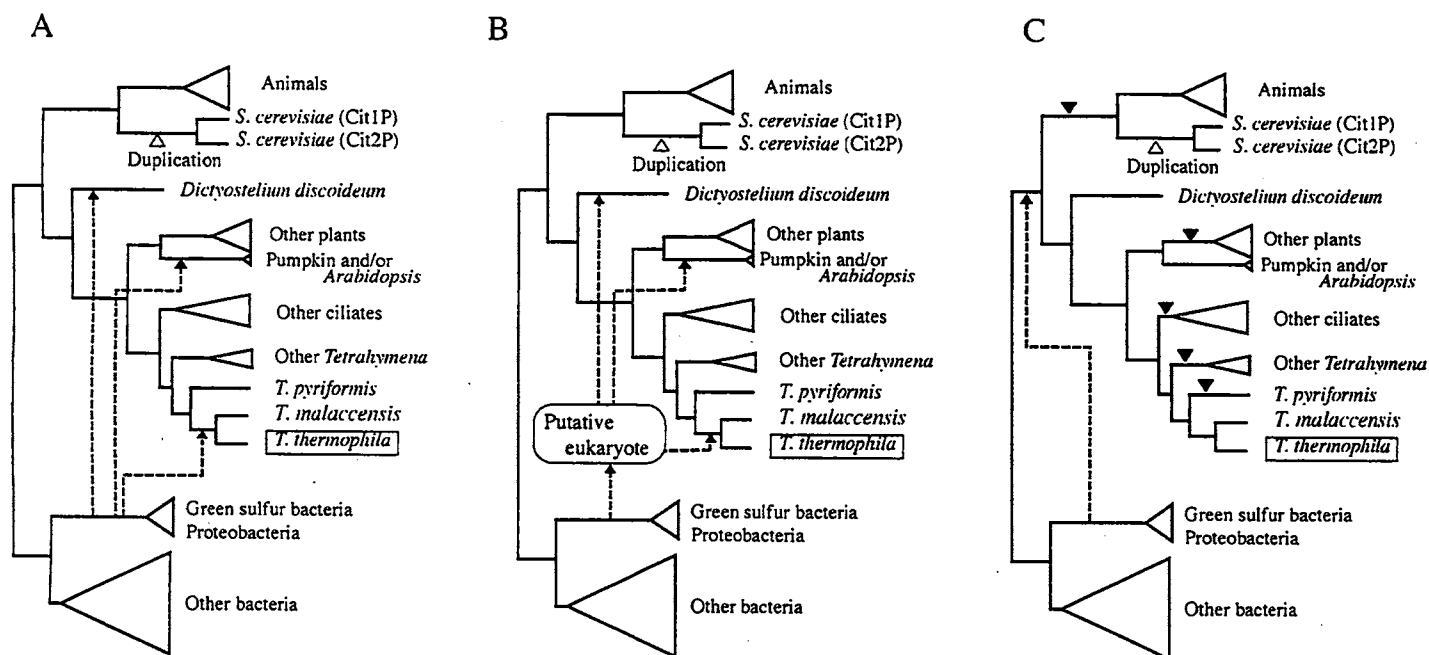 A
Animals
S. cerevisiae (Cit1P)
S. cerevisiae (Cit2P)
Duplication
Dictyostelium discoideum
Other plants
Pumpkin and/or
Arabidopsis
Other ciliates
Other Tetrahymena
T. pyriformis
T. malaccensis
T. thermophila
Green sulfur bacteria
Proteobacteria
Other bacteria
B
Animals
S. cerevisiae (Cit1P)
S. cerevisiae (Cit2P)
Duplication
Dictyostelium discoideum
Other plants
Pumpkin and/or
Arabidopsis
Other ciliates
Other Tetrahymena
T. pyriformis
T. malaccensis
T. thermophila
Putative
eukaryote
Green sulfur bacteria
Proteobacteria
Other bacteria
C
Animals
S. cerevisiae (Cit1P)
S. cerevisiae (Cit2P)
Duplication
Dictyostelium discoideum
Other plants
Pumpkin and/or
Arabidopsis
Other ciliates
Other Tetrahymena
T. pyriformis
T. malaccensis
T. thermophila
Green sulfur bacteria
Proteobacteria
Other bacteria